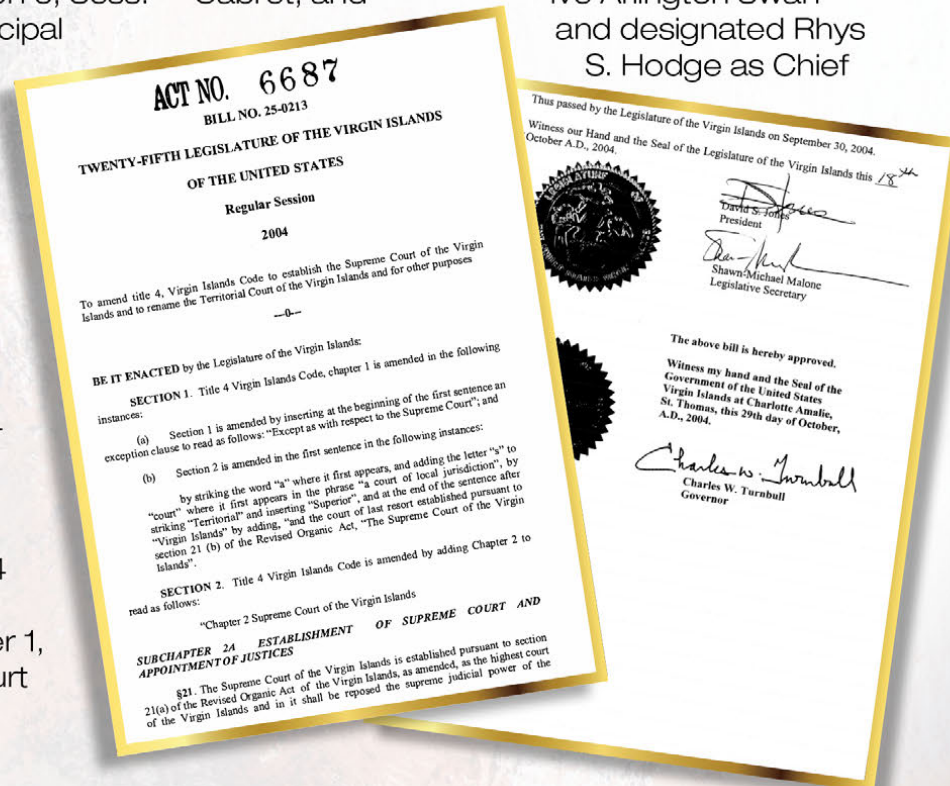 Cabret, and
cipal
and designated Rhys
S. Hodge as Chief
4
er 1,
urt
ACT NO. 6687
BILL NO. 25-0213
TWENTY-FIFTH LEGISLATURE OF THE VIRGIN ISLANDS
OF THE UNITED STATES
Regular Session
2004
To amend title 4, Virgin Islands Code to establish the Supreme Court of the Virgin
Islands and to rename the Territorial Court of the Virgin Islands and for other purposes
---0---
BE IT ENACTED by the Legislature of the Virgin Islands:
SECTION 1. Title 4 Virgin Islands Code, chapter 1 is amended in the following
instances:
(a) Section 1 is amended by inserting at the beginning of the first sentence an
exception clause to read as follows: “Except as with respect to the Supreme Court”; and
(b) Section 2 is amended in the first sentence in the following instances:
by striking the word “a” where it first appears, and adding the letter “s” to
“court” where it first appears in the phrase “a court of local jurisdiction”, by
striking “Territorial” and inserting “Superior”, and at the end of the sentence after
“Virgin Islands” by adding, “and the court of last resort established pursuant to
section 21 (b) of the Revised Organic Act, “The Supreme Court of the Virgin
Islands”.
SECTION 2. Title 4 Virgin Islands Code is amended by adding Chapter 2 to
read as follows:
“Chapter 2 Supreme Court of the Virgin Islands
SUBCHAPTER 2A ESTABLISHMENT OF SUPREME COURT AND
APPOINTMENT OF JUSTICES
§21. The Supreme Court of the Virgin Islands is established pursuant to section
21(a) of the Revised Organic Act of the Virgin Islands, as amended, as the highest court
of the Virgin Islands and in it shall be reposed the supreme judicial power of the
Thus passed by the Legislature of the Virgin Islands on September 30, 2004.
Witness our Hand and the Seal of the Legislature of the Virgin Islands this 18th
October A.D., 2004.
David S. Jones
President
Shawn-Michael Malone
Legislative Secretary
The above bill is hereby approved.
Witness my hand and the Seal of the
Government of the United States
Virgin Islands at Charlotte Amalie,
St. Thomas, this 29th day of October,
A.D., 2004.
Charles W. Turnbull
Charles W. Turnbull
Governor